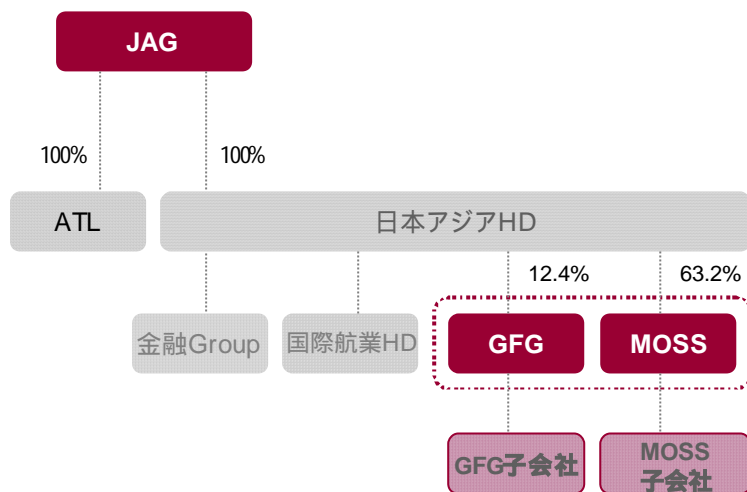 JAG
100%
100%
ATL
日本アジアHD
12.4%
63.2%
金融Group
国際航業HD
GFG
MOSS
GFG子会社
MOSS
子会社